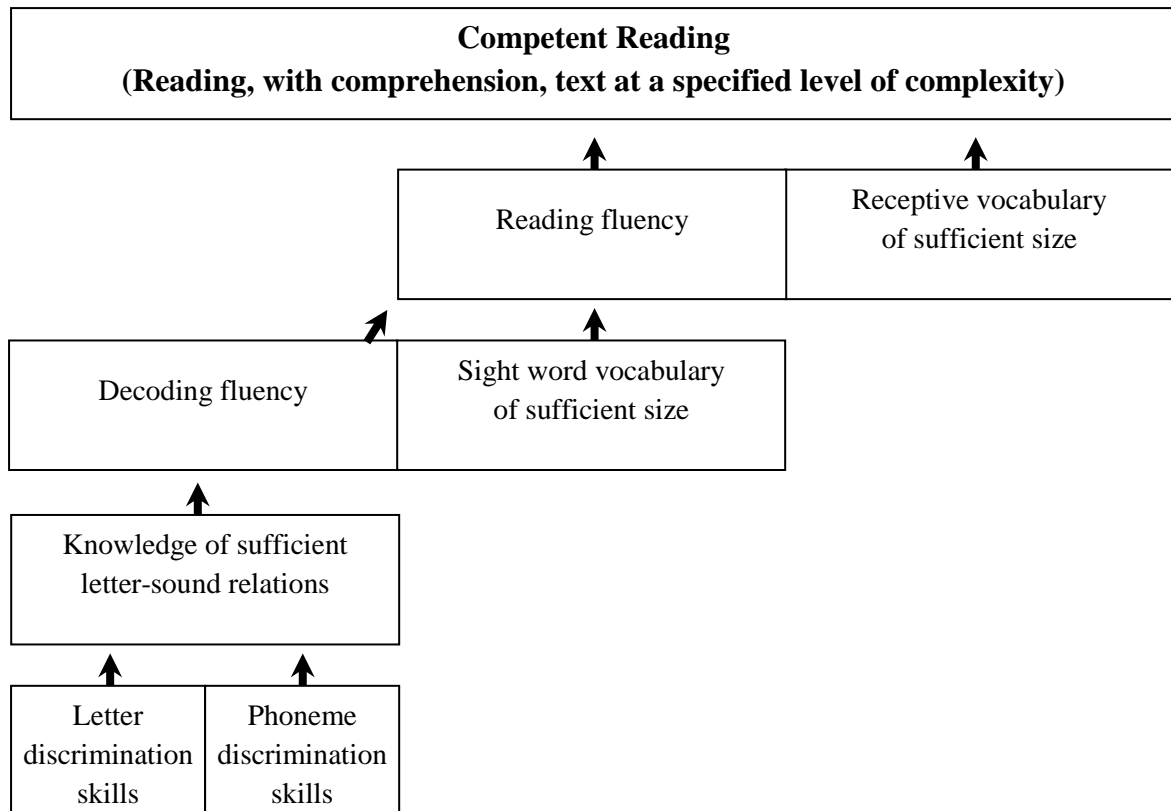 Competent Reading
(Reading, with comprehension, text at a specified level of complexity)
Reading fluency
Receptive vocabulary
of sufficient size
Decoding fluency
Sight word vocabulary
of sufficient size
Knowledge of sufficient
letter-sound relations
Letter
discrimination
skills
Phoneme
discrimination
skills